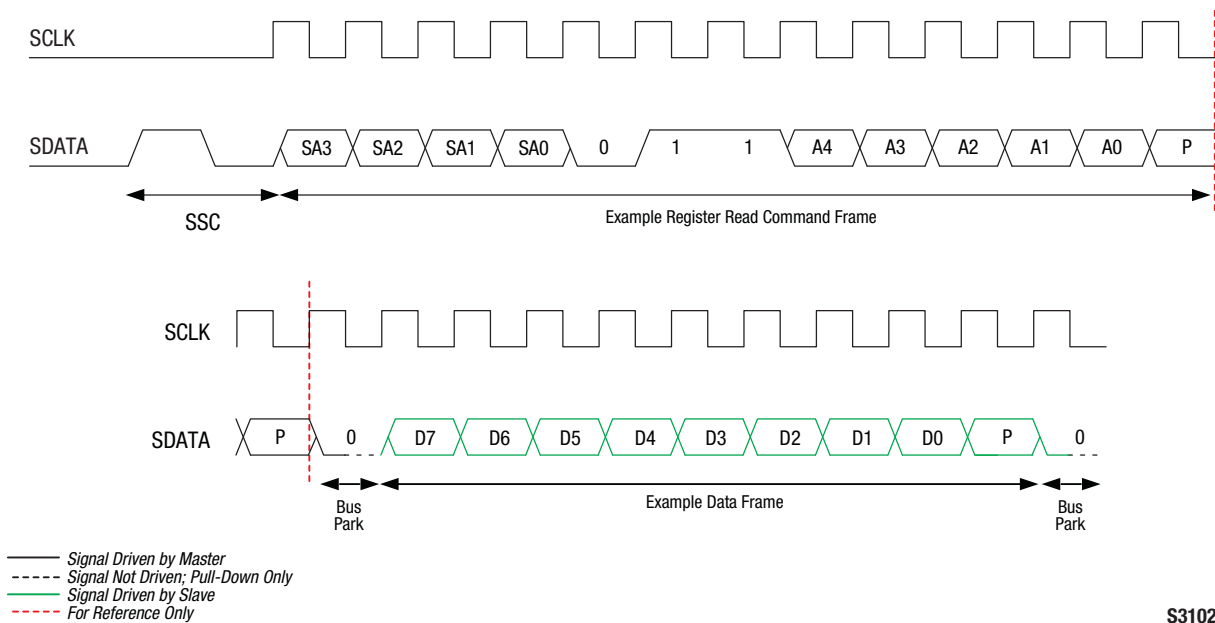 SCLK
SDATA SA3 SA2 SA1 SA0 0 1 1 A4 A3 A2 A1 A0 P
SSC
Example Register Read Command Frame
SCLK
SDATA P 0 D7 D6 D5 D4 D3 D2 D1 D0 P 0
Bus
Park
Example Data Frame
Bus
Park
Signal Driven by Master
Signal Not Driven; Pull-Down Only
Signal Driven by Slave
For Reference Only
S3102